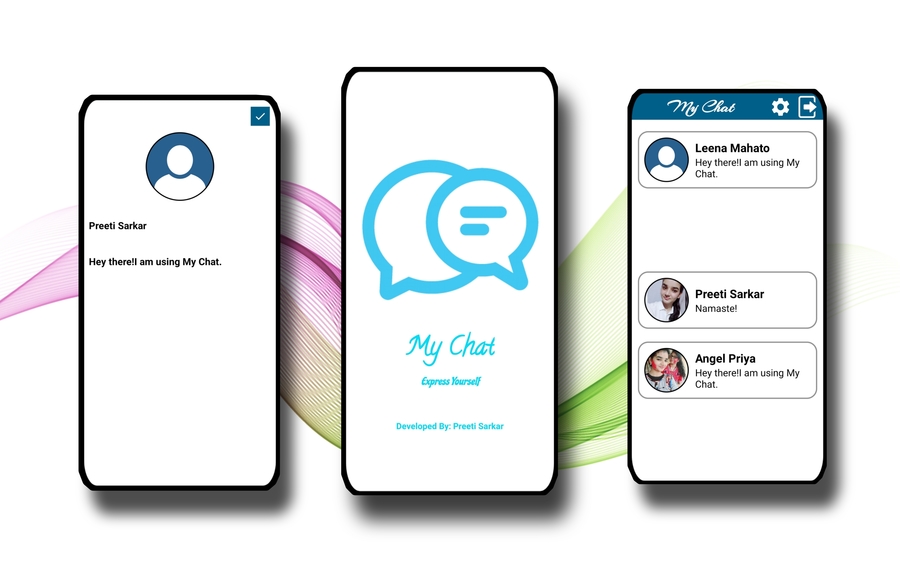 Preeti Sarkar
Hey there!I am using My Chat.
My Chat
Express Yourself
Developed By: Preeti Sarkar
My Chat
Leena Mahato
Hey there!I am using My
Chat.
Preeti Sarkar
Namaste!
Angel Priya
Hey there!I am using My
Chat.